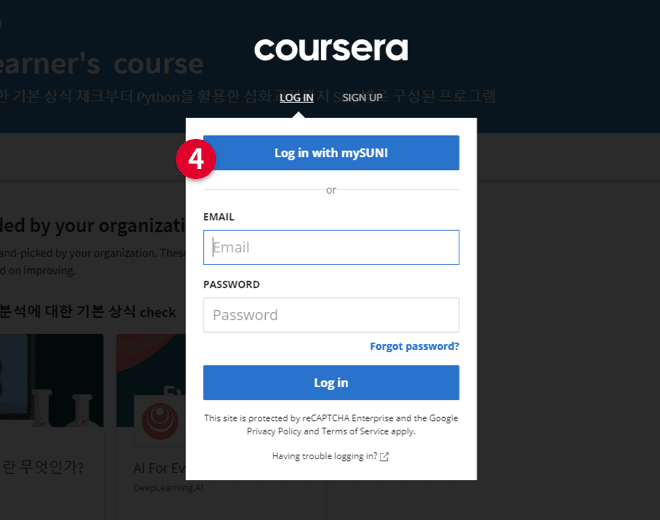 coursera
earner's course
한 기본 상식 체크부터 Python을 활용한 심화
로 구성된 프로그램
LOG IN
SIGN UP
4
Log in with mySUNI
or
ded by your organizati
EMAIL
Email
and-picked by your organization. These
d on improving.
PASSWORD
Password
분석에 대한 기본 상식 check
Forgot password?
Log in
This site is protected by reCAPTCHA Enterprise and the Google
Privacy Policy and Terms of Service apply.
Having trouble logging in?
란 무엇인가?
AI For Ev
DeepLearning.AI